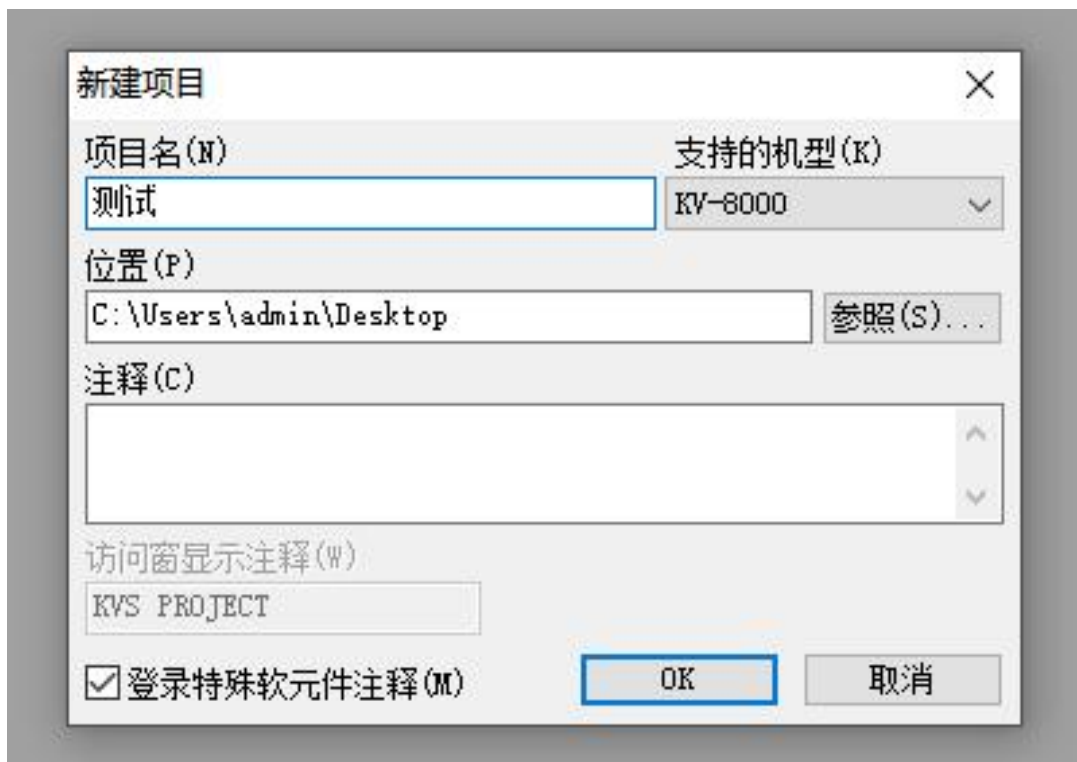 新建项目
项目名(N) 支持的机型(K)
测试 KV-8000
位置(P)
C:\Users\admin\Desktop 参照(S)...
注释(C)
访问窗显示注释(W)
KVS PROJECT
登录特殊软元件注释(M) OK 取消